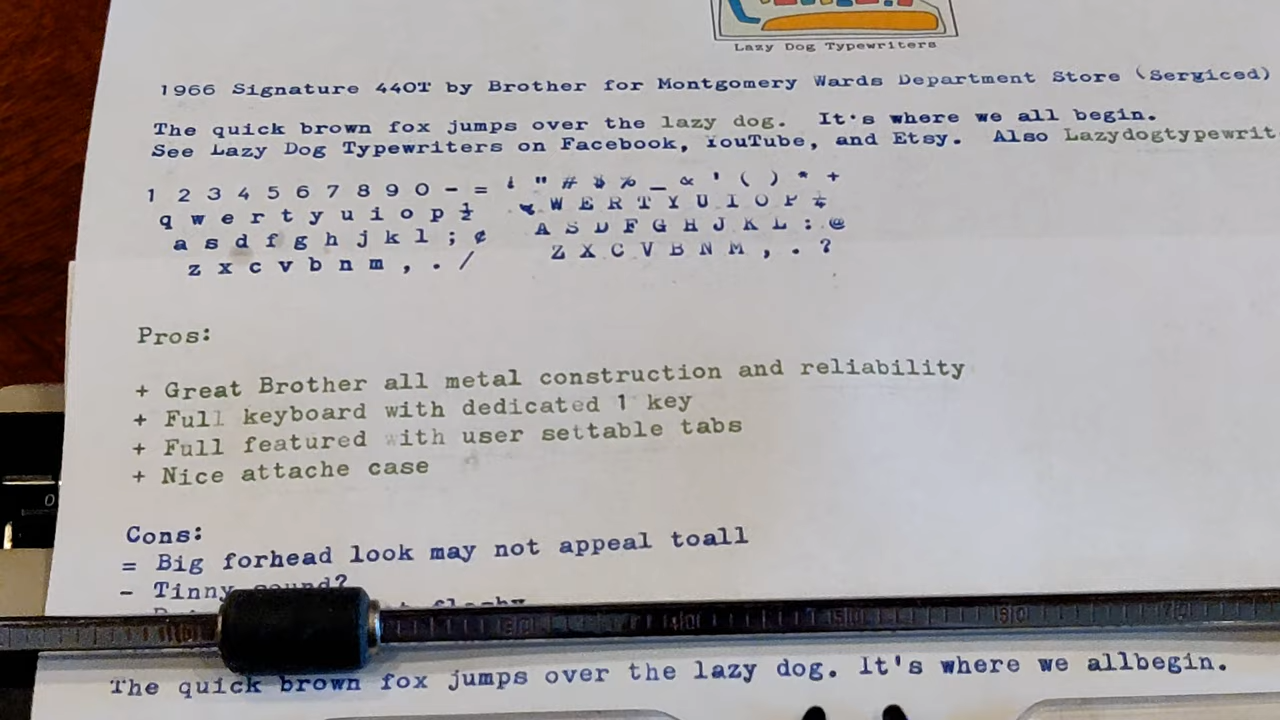 Lazy Dog Typewriters
1966 Signature 440T by Brother for Montgomery Wards Department Store (Serviced)
The quick brown fox jumps over the lazy dog. It's where we all begin.
See Lazy Dog Typewriters on Facebook, YouTube, and Etsy. Also Lazydogtypewrit
1 2 3 4 5 6 7 8 9 0 - = ! " # $ % _ & ' ( ) * +
q w e r t y u i o p ½ W E R T Y U I O P ¼
a s d f g h j k l ; ¢ A S D F G H J K L : @
z x c v b n m , . / Z X C V B N M , . ?
Pros:
+ Great Brother all metal construction and reliability
+ Full keyboard with dedicated 1 key
+ Full featured with user settable tabs
+ Nice attache case
Cons:
= Big forhead look may not appeal toall
- Tinny sound?
The quick brown fox jumps over the lazy dog. It's where we allbegin.